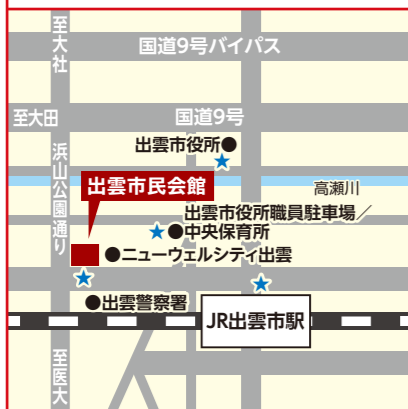 至大社
国道9号バイパス
至大田
国道9号
出雲市役所●
浜山公園通り
出雲市民会館
高瀬川
出雲市役所職員駐車場／
★●中央保育所
●ニューウェルシティ出雲
●出雲警察署
JR出雲市駅
至医大